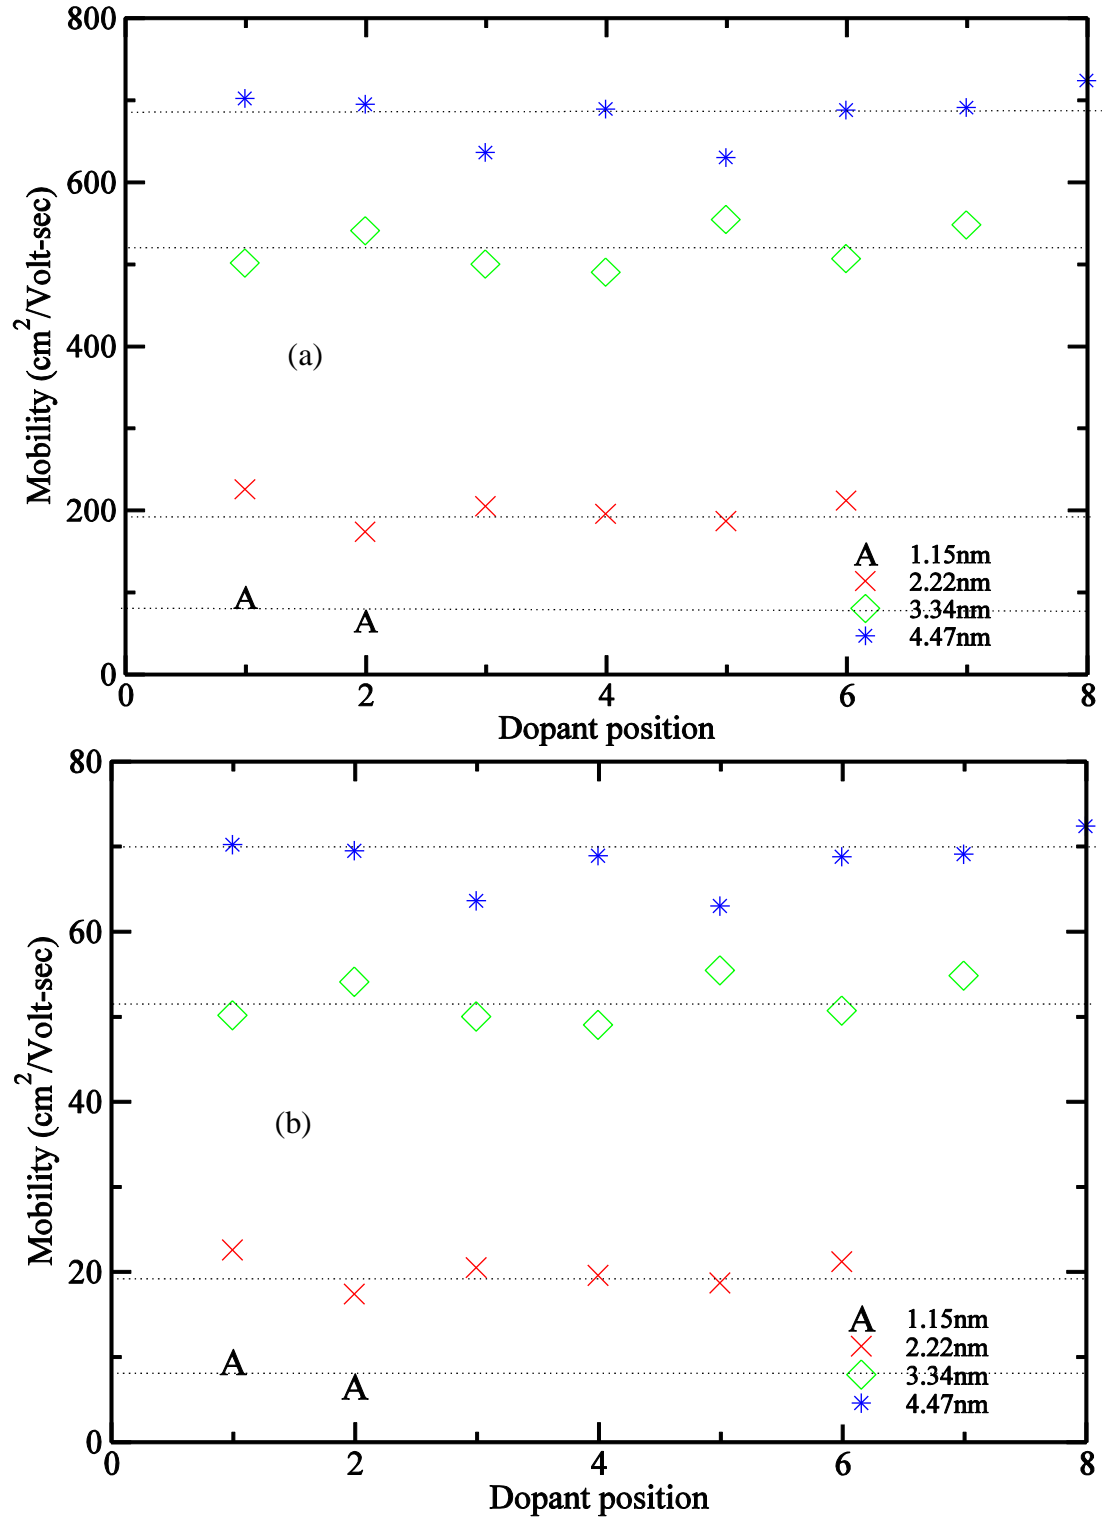 800
600
400
200
0
Mobility (cm²/Volt-sec)
(a)
A
A
A 1.15nm
2.22nm
3.34nm
4.47nm
0 2 4 6 8
Dopant position
80
60
40
20
0
Mobility (cm²/Volt-sec)
(b)
A
A
A 1.15nm
2.22nm
3.34nm
4.47nm
0 2 4 6 8
Dopant position